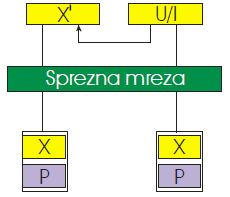 X' U/I
Sprezna mreza
X X
P P